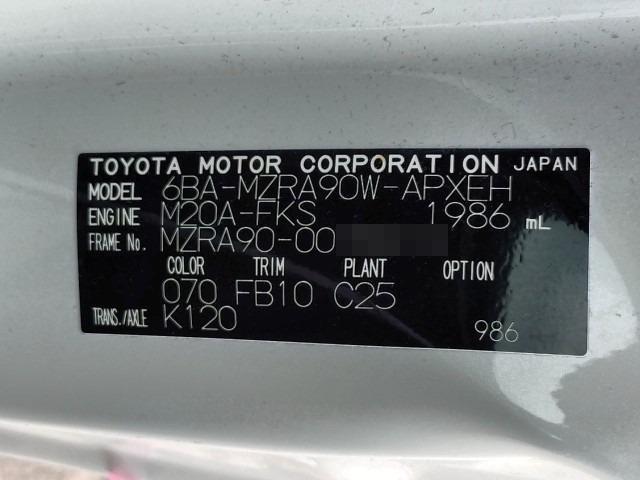 TOYOTA MOTOR CORPORATION JAPAN
MODEL 6BA-MZRA90W-APXEH
ENGINE M20A-FKS 1986 mL
FRAME No. MZRA90-00
COLOR TRIM PLANT OPTION
070 FB10 C25
TRANS./AXLE K120
986